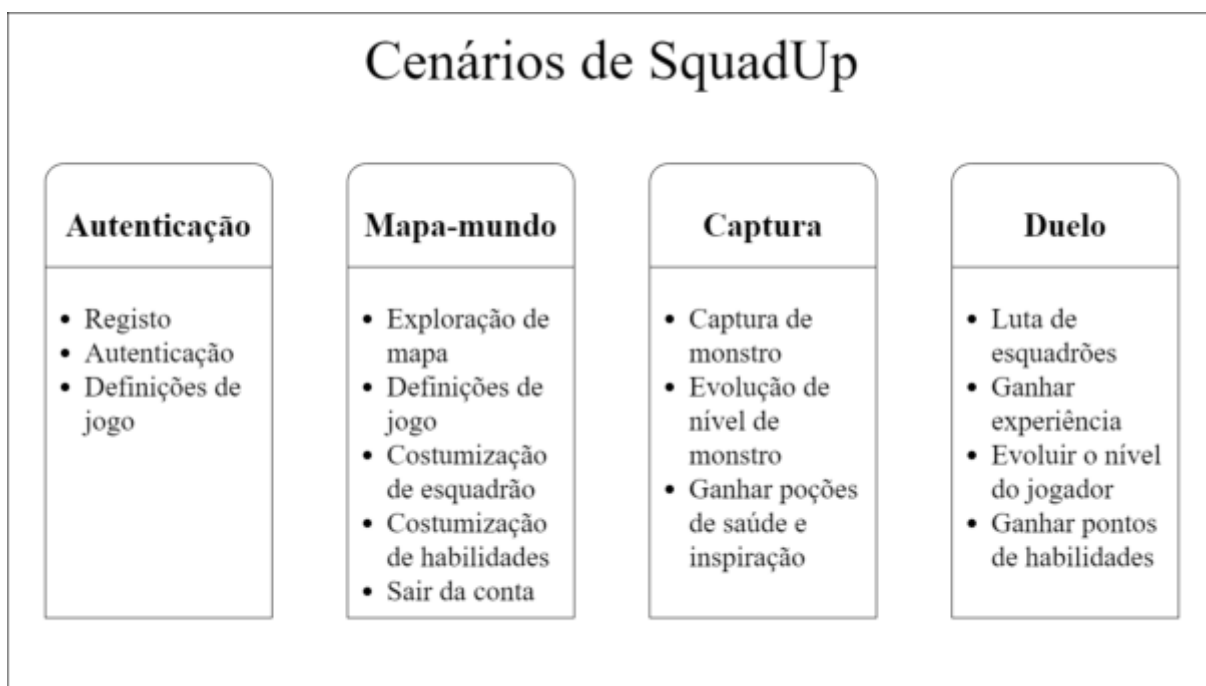 Cenários de SquadUp
Autenticação
• Registo
• Autenticação
• Definições de
jogo
Mapa-mundo
• Exploração de
mapa
• Definições de
jogo
• Costumização
de esquadrão
• Costumização
de habilidades
• Sair da conta
Captura
• Captura de
monstro
• Evolução de
nível de
monstro
• Ganhar poções
de saúde e
inspiração
Duelo
• Luta de
esquadrões
• Ganhar
experiência
• Evoluir o nível
do jogador
• Ganhar pontos
de habilidades